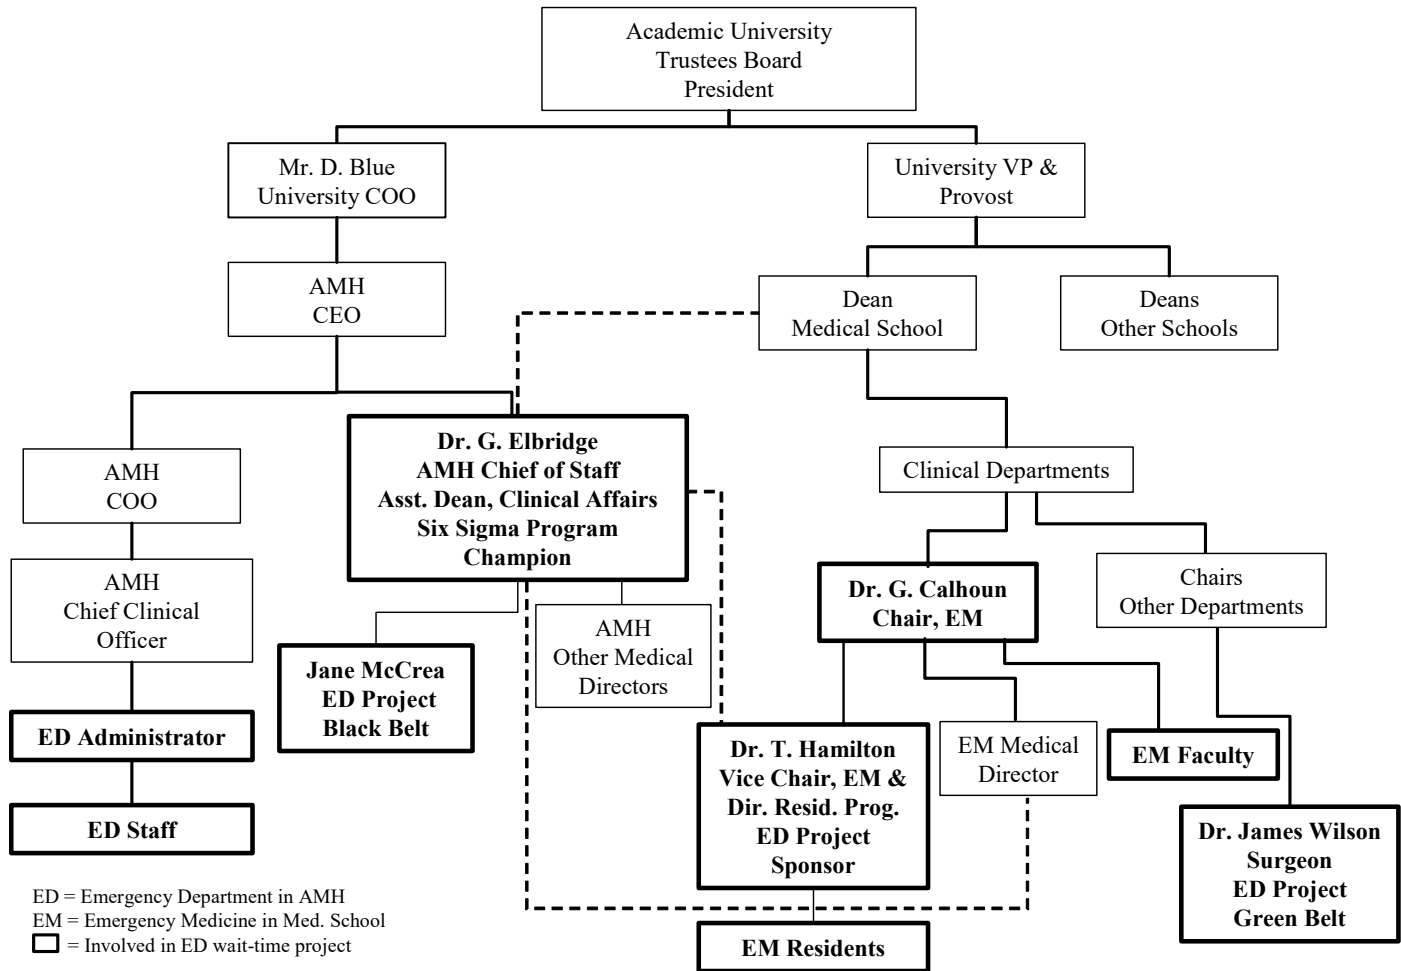 Academic University
Trustees Board
President
Mr. D. Blue
University COO
University VP &
Provost
AMH
CEO
Dean
Medical School
Deans
Other Schools
Dr. G. Elbridge
AMH Chief of Staff
Asst. Dean, Clinical Affairs
Six Sigma Program
Champion
AMH
COO
Clinical Departments
AMH
Chief Clinical
Officer
Dr. G. Calhoun
Chair, EM
Chairs
Other Departments
Jane McCrea
ED Project
Black Belt
AMH
Other Medical
Directors
ED Administrator
Dr. T. Hamilton
Vice Chair, EM &
Dir. Resid. Prog.
ED Project
Sponsor
EM Medical
Director
EM Faculty
ED Staff
Dr. James Wilson
Surgeon
ED Project
Green Belt
EM Residents
ED = Emergency Department in AMH
EM = Emergency Medicine in Med. School
= Involved in ED wait-time project